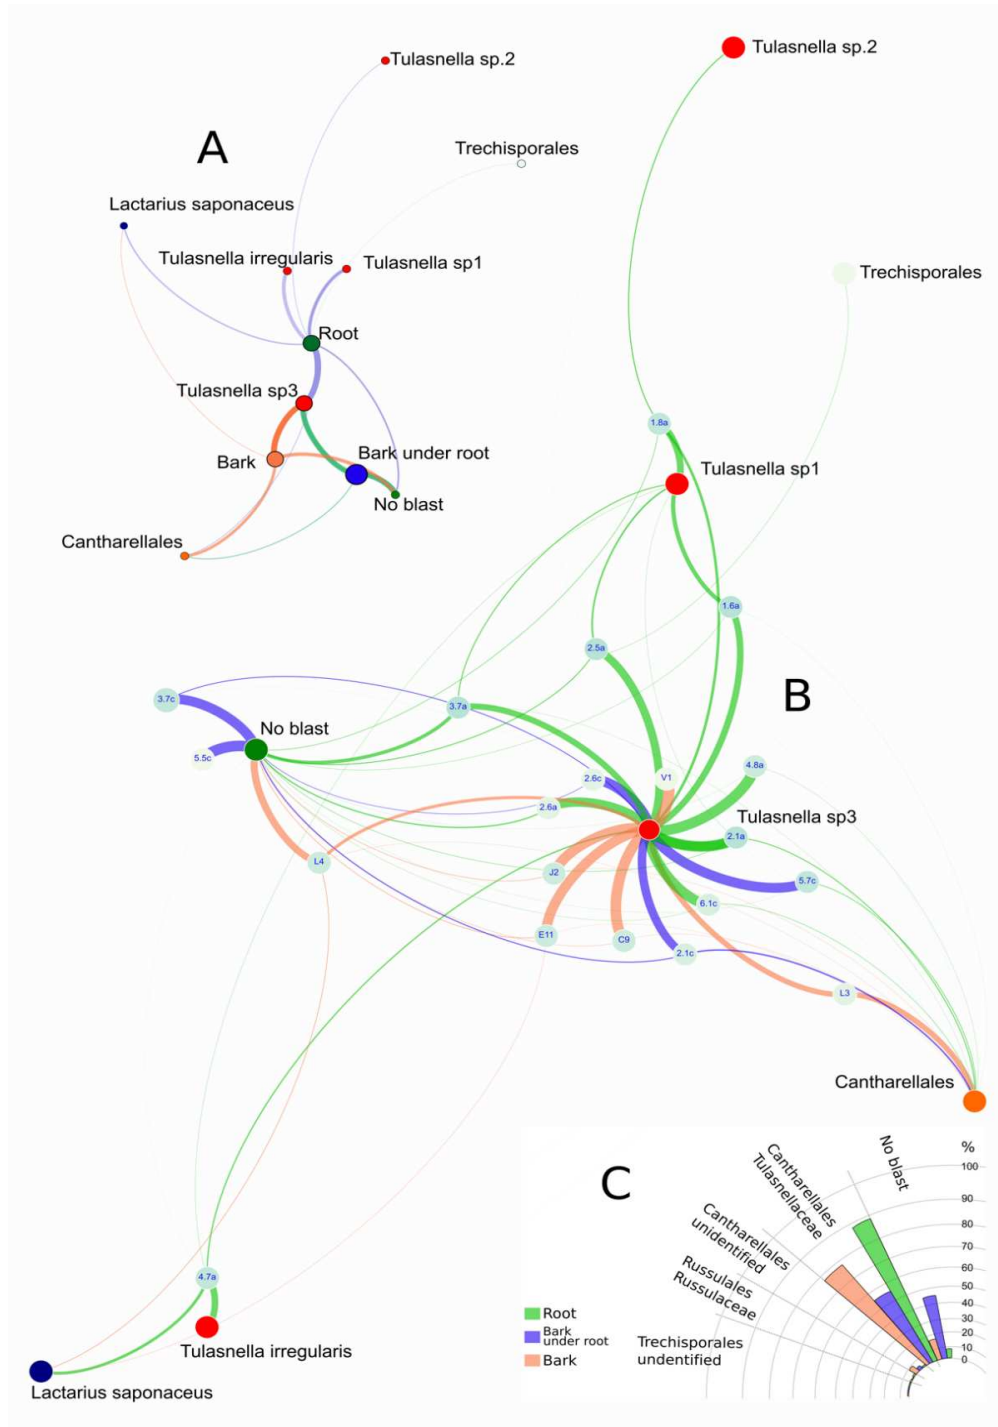 Tulasnella sp.2
Tulasnella sp.2
A
Trechisporales
Lactarius saponaceus
Tulasnella irregularis
Tulasnella sp1
Trechisporales
Root
Tulasnella sp3
Bark
Bark under root
No blast
Cantharellales
1.8a
Tulasnella sp1
1.6a
2.5a
B
3.7c
3.7a
No blast
5.5c
2.6c
V1
4.8a
2.6a
Tulasnella sp3
2.1a
L4
J2
5.7c
6.1c
E11
C9
2.1c
L3
Cantharellales
C
No blast
%
100
90
80
70
60
50
40
30
20
10
0
Cantharellales
Tulasnellaceae
Cantharellales
unidentified
Russulales
Russulaceae
Trechisporales
undentified
Root
Bark
under root
Bark
4.7a
Tulasnella irregularis
Lactarius saponaceus